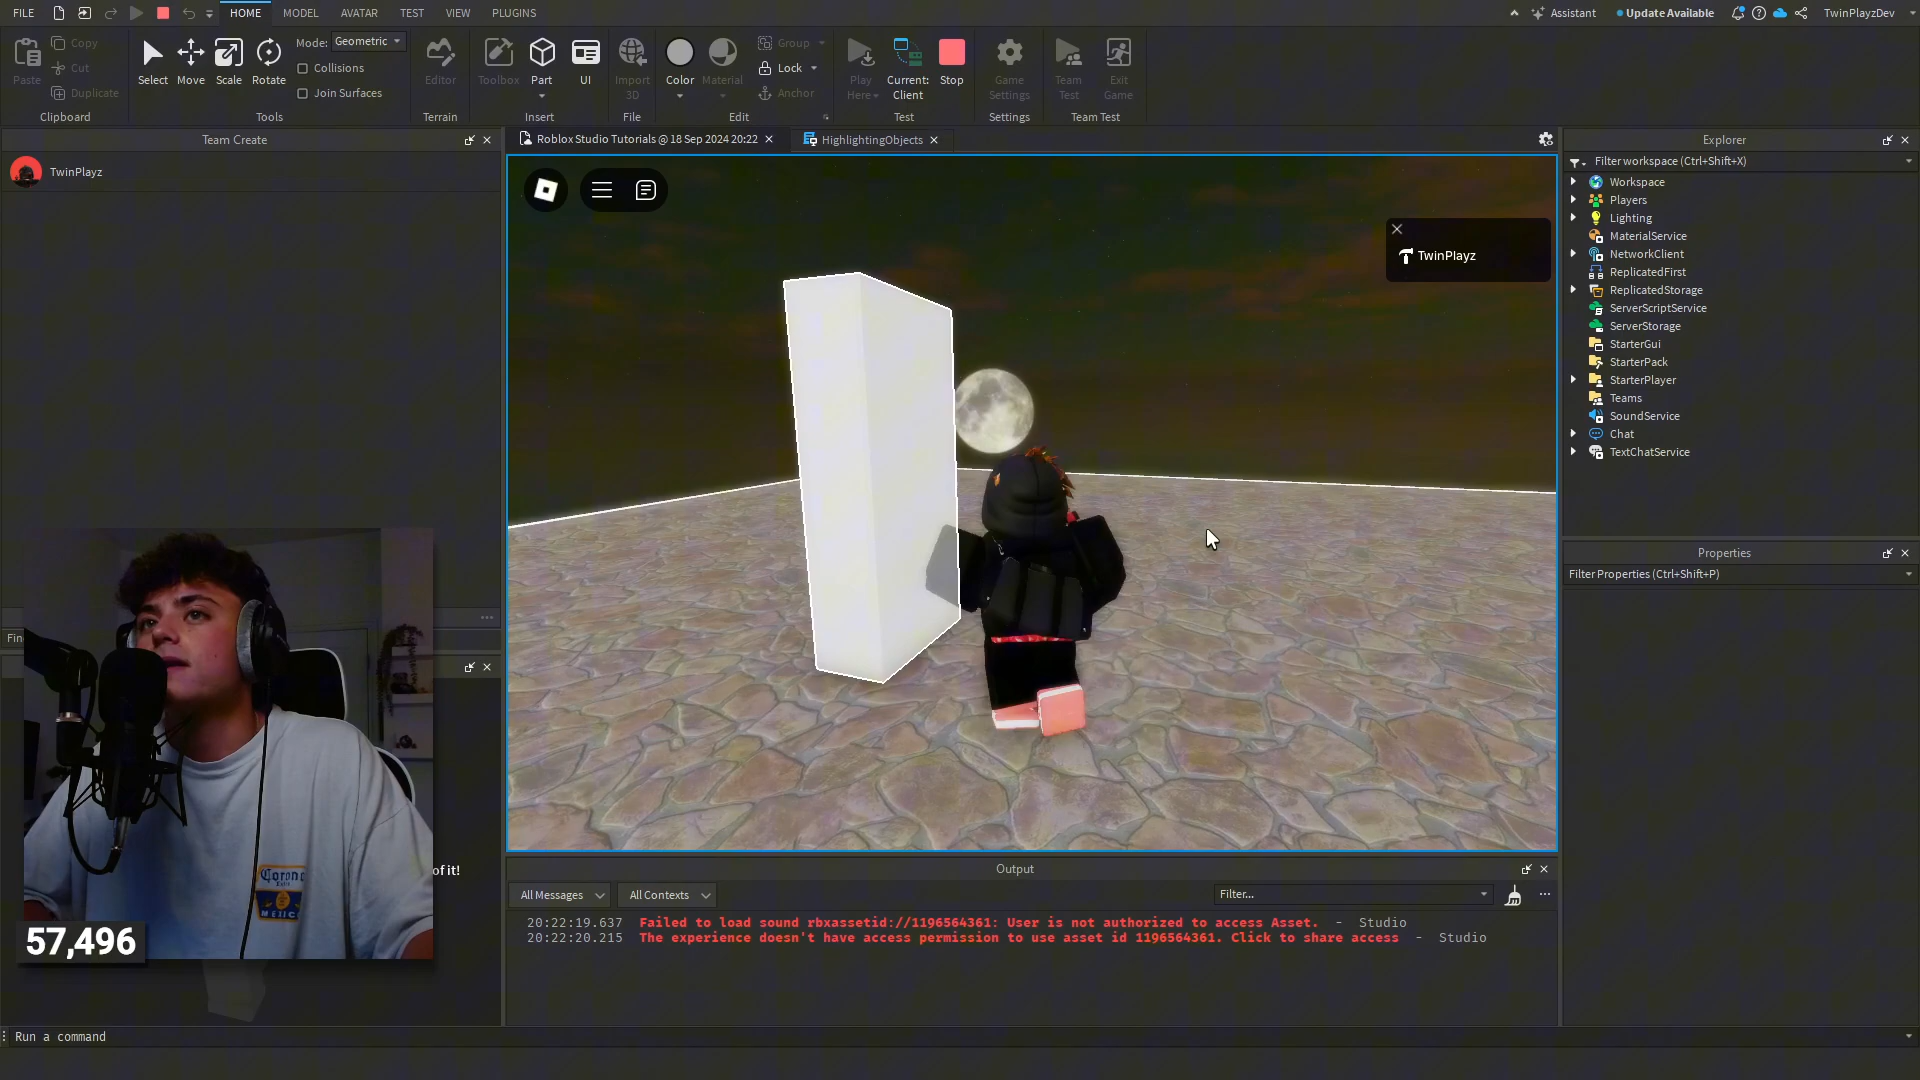 FILE HOME MODEL AVATAR TEST VIEW PLUGINS Assistant Update Available TwinPlayzDev
Paste Copy Cut Duplicate Clipboard
Select Move Scale Rotate Mode: Geometric Collisions Join Surfaces Tools
Editor Terrain
Toolbox Part UI Insert
Import 3D File
Color Material Group Lock Anchor Edit
Play Here Current: Client Stop Test
Game Settings Settings
Team Test Exit Game Team Test
Team Create
TwinPlayz
Roblox Studio Tutorials @ 18 Sep 2024 20:22
HighlightingObjects
TwinPlayz
Explorer
Filter workspace (Ctrl+Shift+X)
Workspace
Players
Lighting
MaterialService
NetworkClient
ReplicatedFirst
ReplicatedStorage
ServerScriptService
ServerStorage
StarterGui
StarterPack
StarterPlayer
Teams
SoundService
Chat
TextChatService
Properties
Filter Properties (Ctrl+Shift+P)
of it!
Corona
MEXICO
57,496
Output
All Messages All Contexts Filter...
20:22:19.637 Failed to load sound rbxassetid://1196564361: User is not authorized to access Asset. - Studio
20:22:20.215 The experience doesn't have access permission to use asset id 1196564361. Click to share access - Studio
Run a command